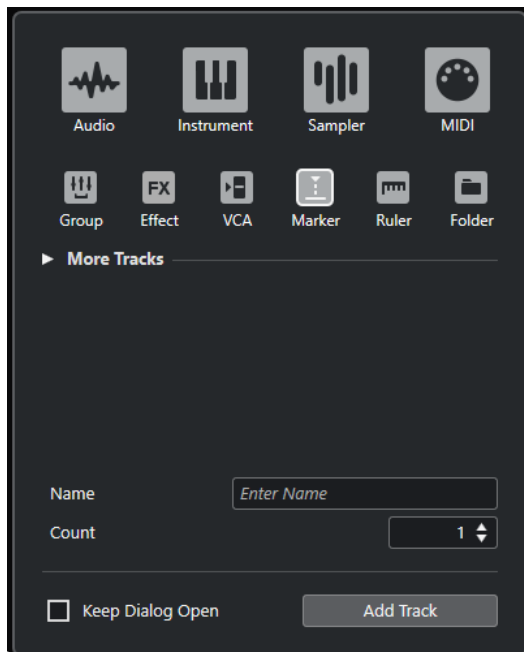 Audio Instrument Sampler MIDI
FX
Group Effect VCA Marker Ruler Folder
More Tracks
Name Enter Name
Count 1
Keep Dialog Open Add Track